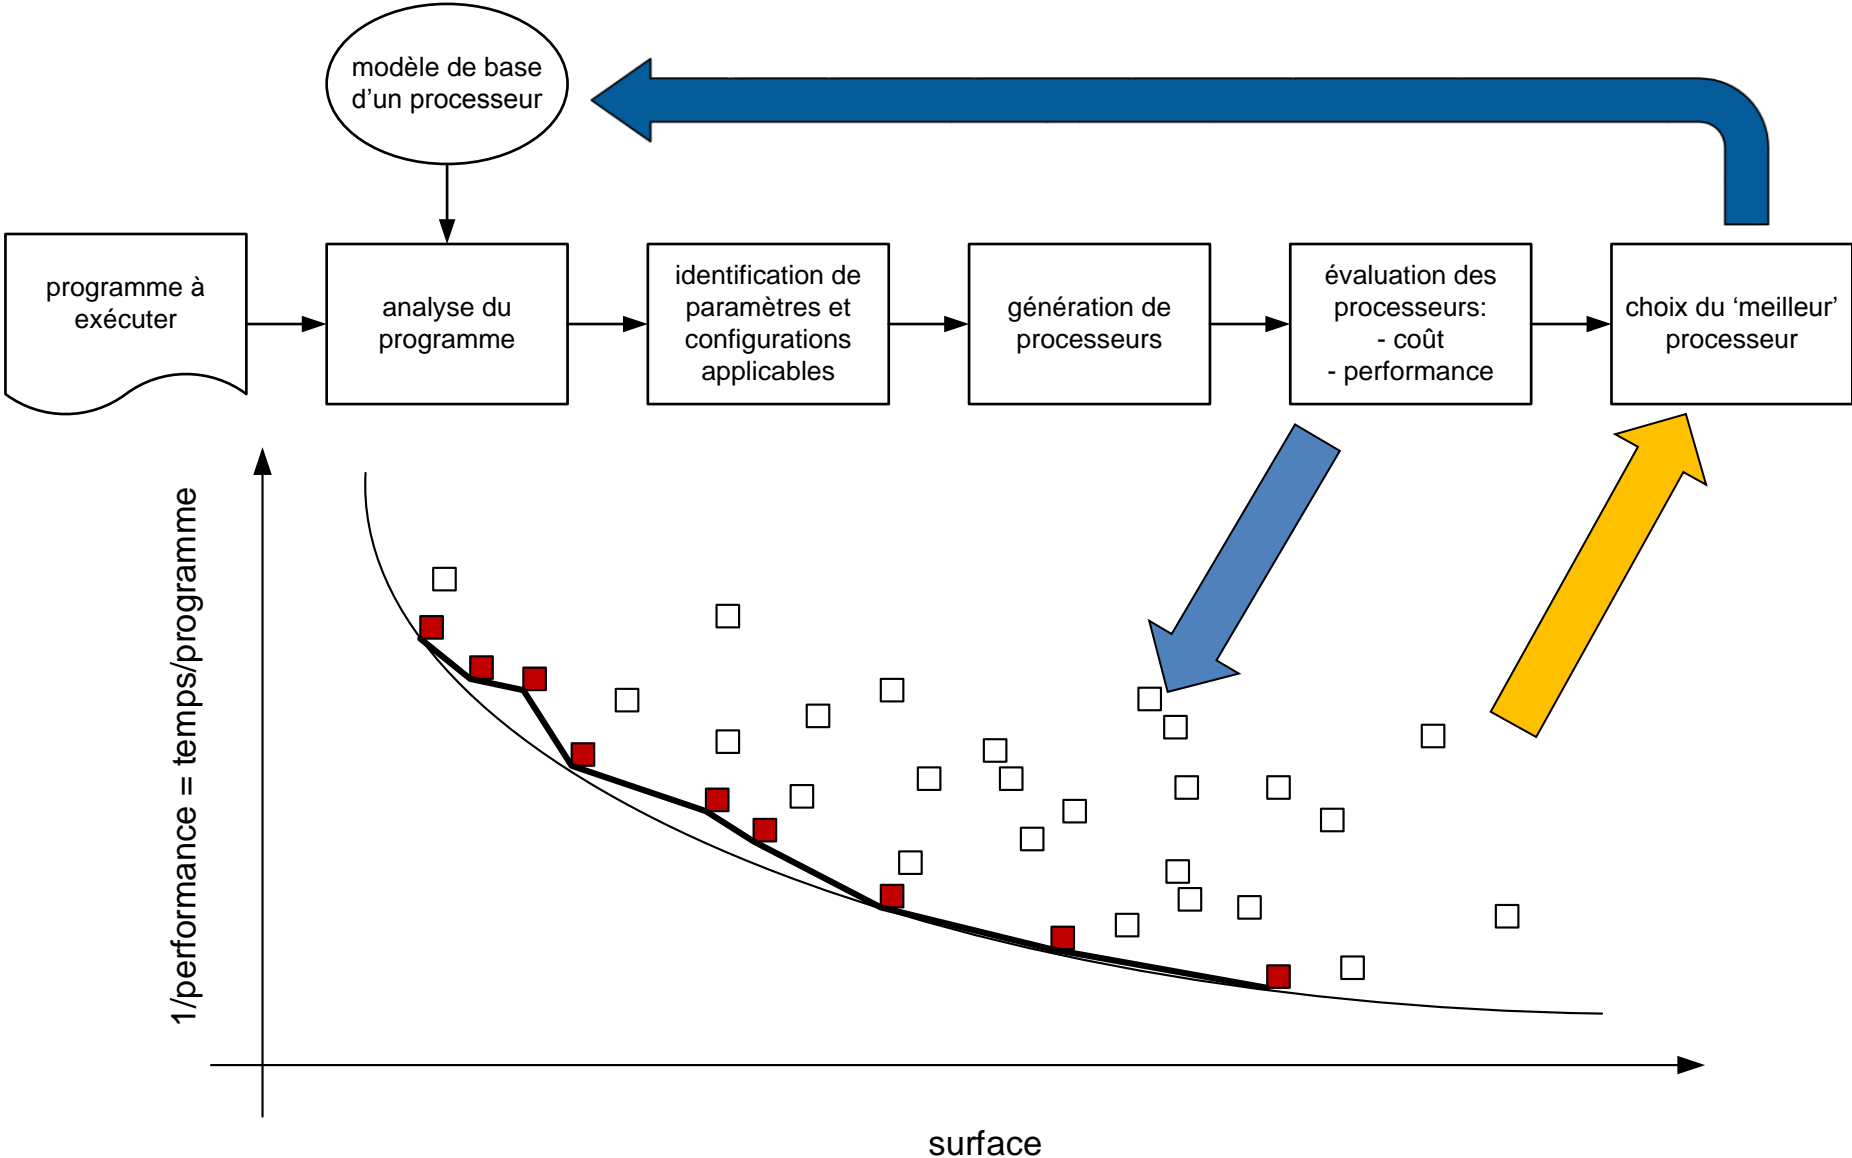 modèle de base
d'un processeur
programme à
exécuter
analyse du
programme
identification de
paramètres et
configurations
applicables
génération de
processeurs
évaluation des
processeurs:
- coût
- performance
choix du ‘meilleur’
processeur
1/performance = temps/programme
surface